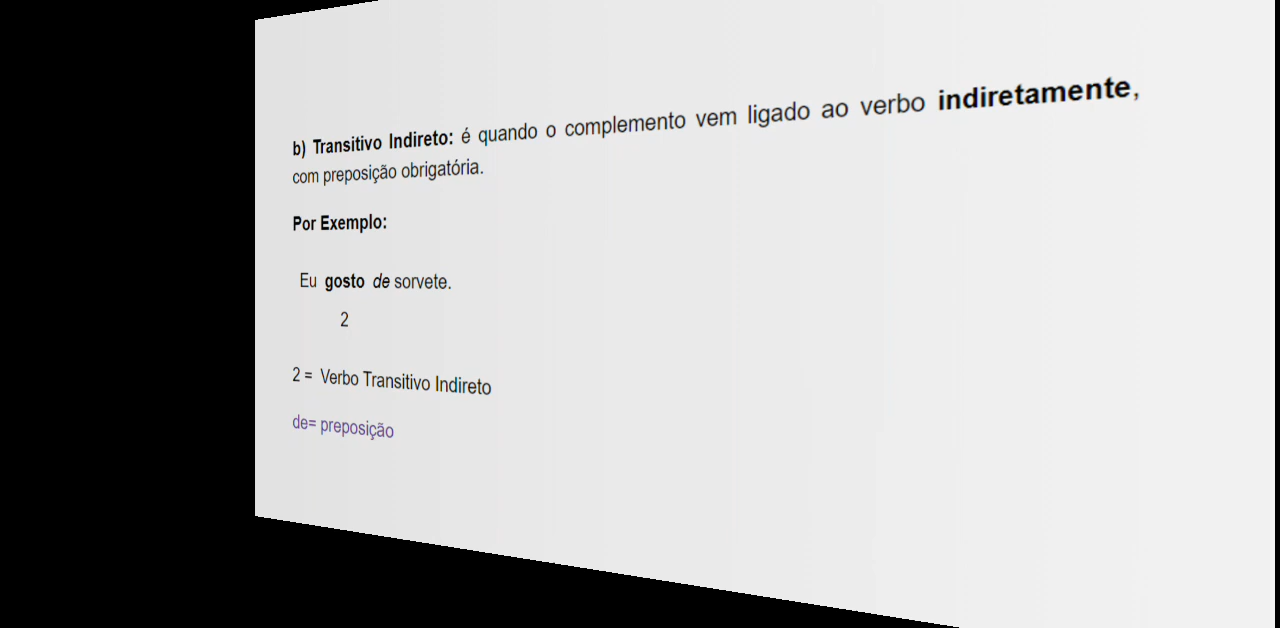 b) Transitivo Indireto: é quando o complemento vem ligado ao verbo indiretamente,
com preposição obrigatória.
Por Exemplo:
Eu gosto de sorvete.
2
2 = Verbo Transitivo Indireto
de= preposição